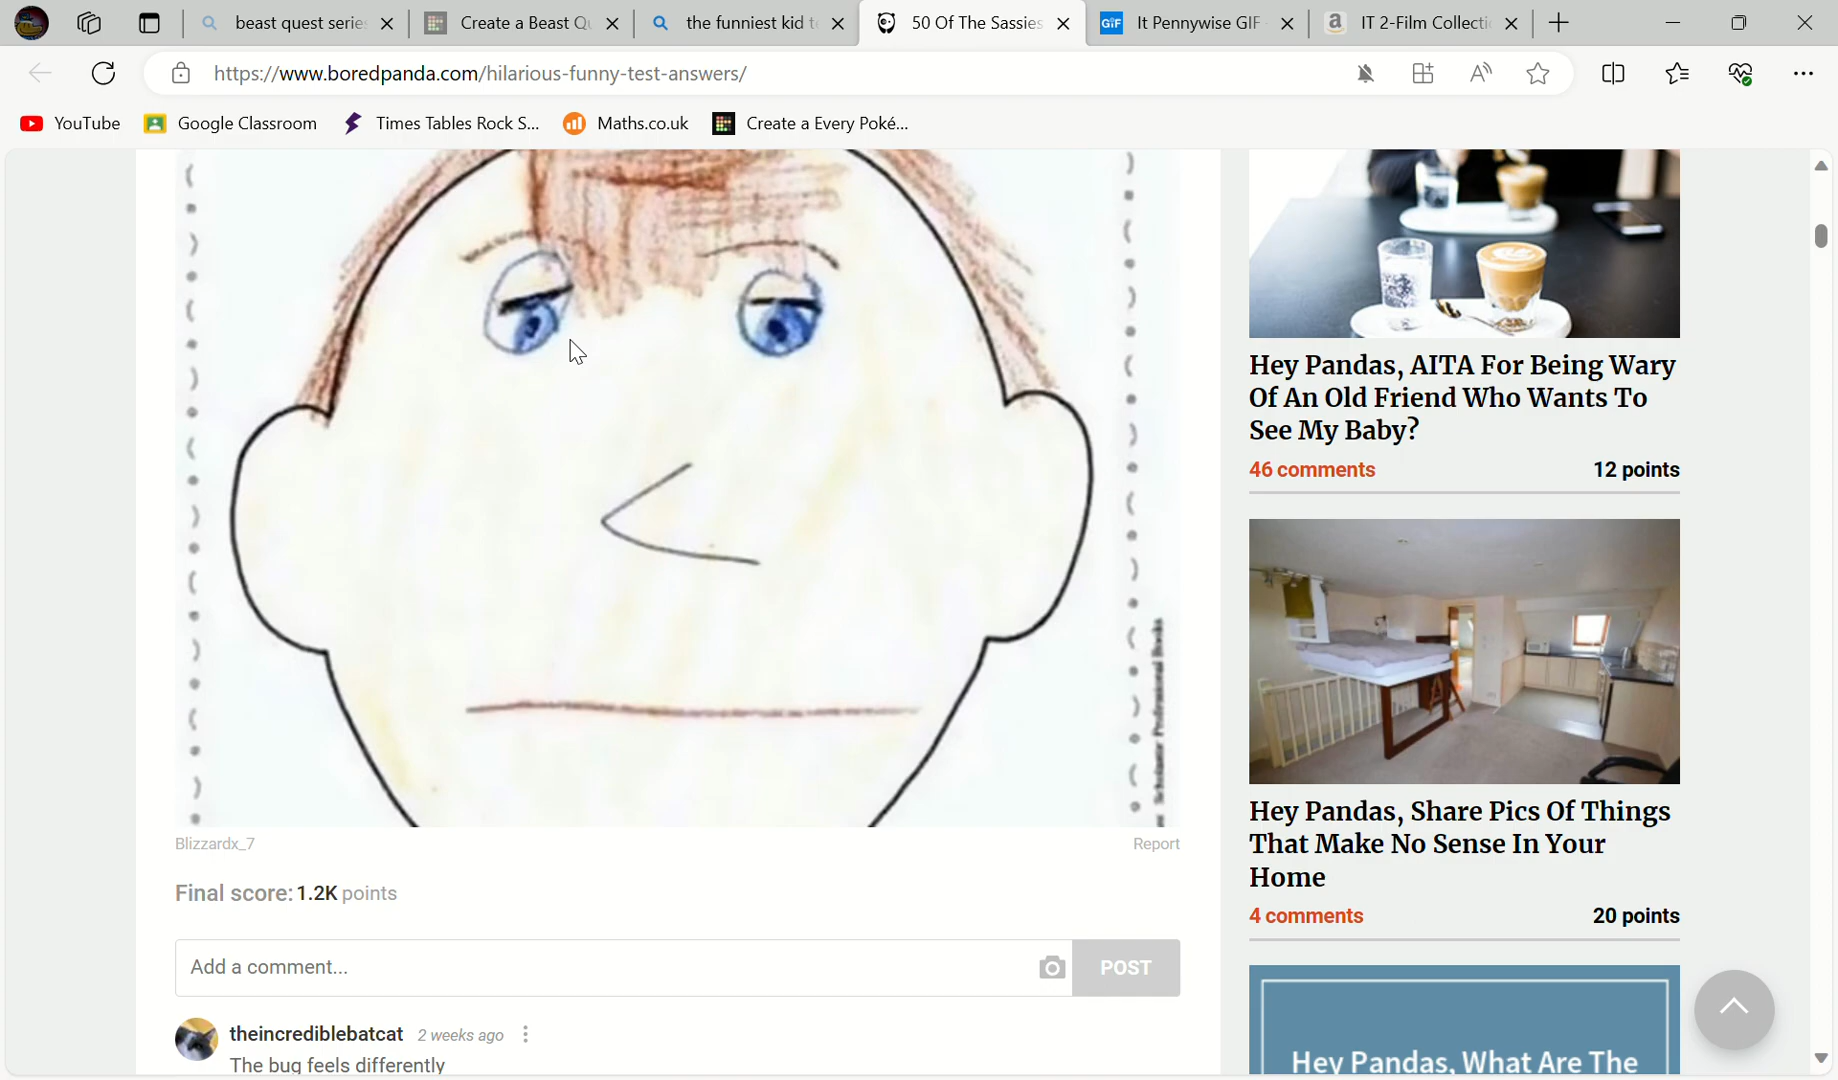 beast quest serie
Create a Beast Qu
the funniest kid t
50 Of The Sassies
GIF
It Pennywise GIF
a
IT 2-Film Collecti
https://www.boredpanda.com/hilarious-funny-test-answers/
YouTube
Google Classroom
Times Tables Rock S...
Maths.co.uk
Create a Every Poké...
Scholastic Professional Books
Blizzardx_7
Report
Final score: 1.2K points
Add a comment...
POST
theincrediblebatcat 2 weeks ago
The bug feels differently
Hey Pandas, AITA For Being Wary
Of An Old Friend Who Wants To
See My Baby?
46 comments 12 points
Hey Pandas, Share Pics Of Things
That Make No Sense In Your
Home
4 comments 20 points
Hey Pandas, What Are The